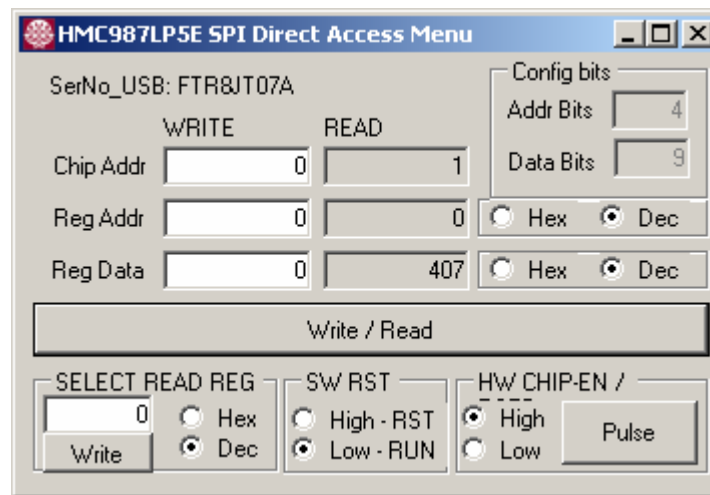 HMC987LP5E SPI Direct Access Menu
SerNo_USB: FTR8JT07A
Config bits
Addr Bits 4
Data Bits 9
WRITE READ
Chip Addr 0 1
Reg Addr 0 0 Hex Dec
Reg Data 0 407 Hex Dec
Write / Read
SELECT READ REG
0 Hex
Write Dec
SW RST
High - RST
Low - RUN
HW CHIP-EN /
High
Low
Pulse